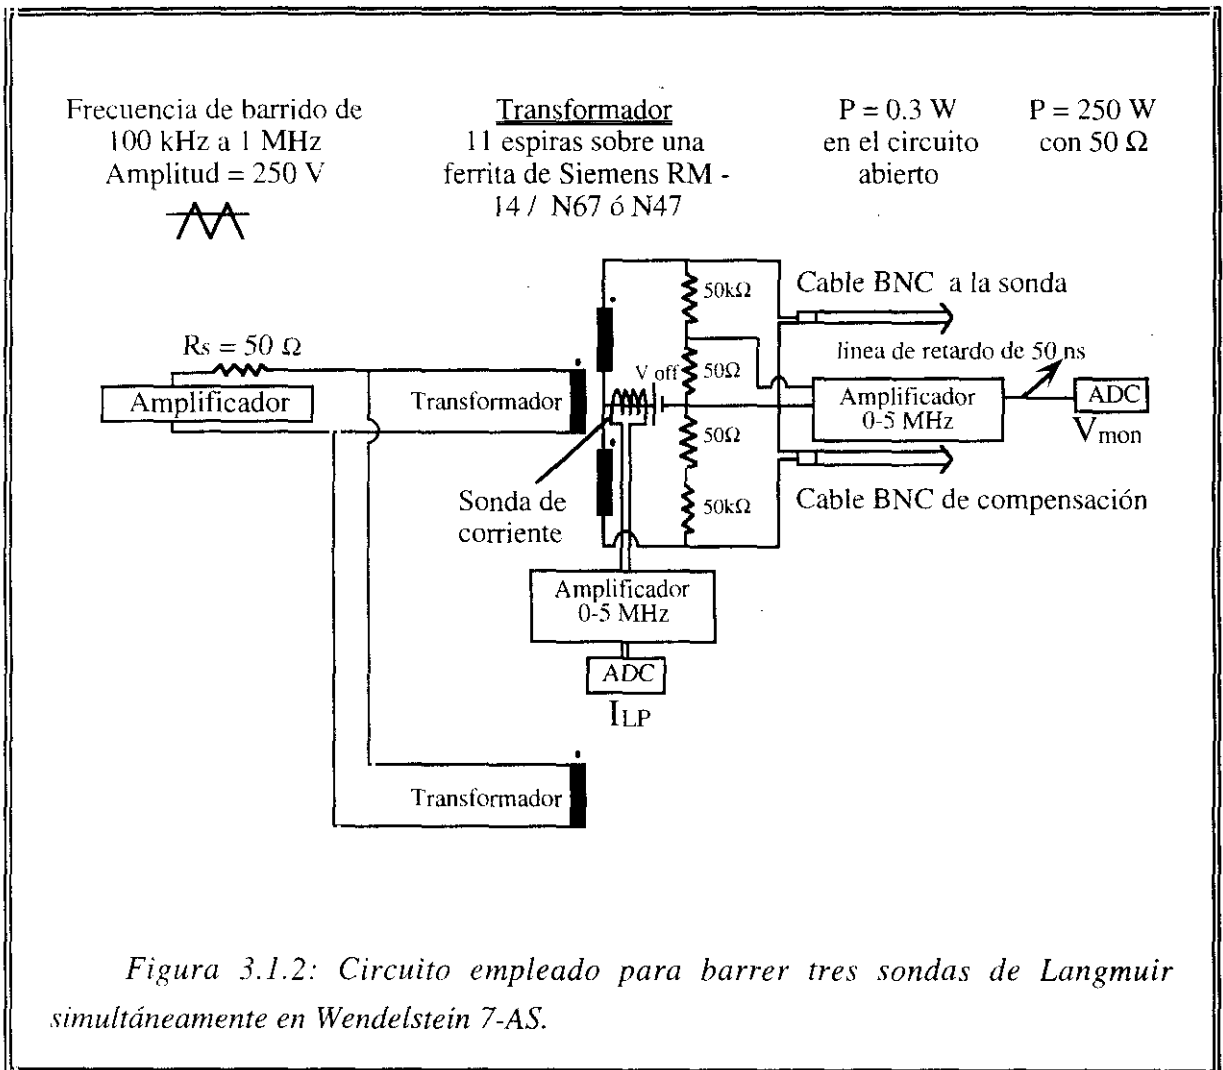 Frecuencia de barrido de
100 kHz a 1 MHz
Amplitud = 250 V
Transformador
11 espiras sobre una
ferrita de Siemens RM -
14 / N67 ó N47
P = 0.3 W
en el circuito
abierto
P = 250 W
con 50 Ω
Rs = 50 Ω
Amplificador
Transformador
V off
50kΩ
50Ω
50Ω
50kΩ
Cable BNC a la sonda
linea de retardo de 50 ns
Amplificador
0-5 MHz
ADC
Vmon
Cable BNC de compensación
Sonda de
corriente
Amplificador
0-5 MHz
ADC
ILP
Transformador
Figura 3.1.2: Circuito empleado para barrer tres sondas de Langmuir
simultáneamente en Wendelstein 7-AS.